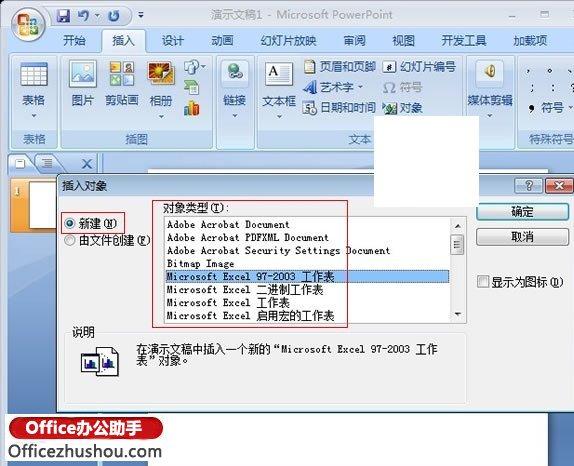 演示文稿1 - Microsoft PowerPoint
开始 插入 设计 动画 幻灯片放映 审阅 视图 开发工具 加载项
表格 图片 剪贴画 相册 链接 文本框 页眉和页脚 # 幻灯片编号 媒体剪辑 , 。 、
艺术字 Ω 符号 ; : !
日期和时间 对象 符号
表格 插图 文本 特殊符号
1
插入对象
新建(N)
由文件创建(F)
对象类型(T):
Adobe Acrobat Document
Adobe Acrobat PDFXML Document
Adobe Acrobat Security Settings Document
Bitmap Image
Microsoft Excel 97-2003 工作表
Microsoft Excel 二进制工作表
Microsoft Excel 工作表
Microsoft Excel 启用宏的工作表
确定
取消
显示为图标(D)
说明
在演示文稿中插入一个新的“Microsoft Excel 97-2003 工作
表”对象。
Office办公助手
Officezhushou.com